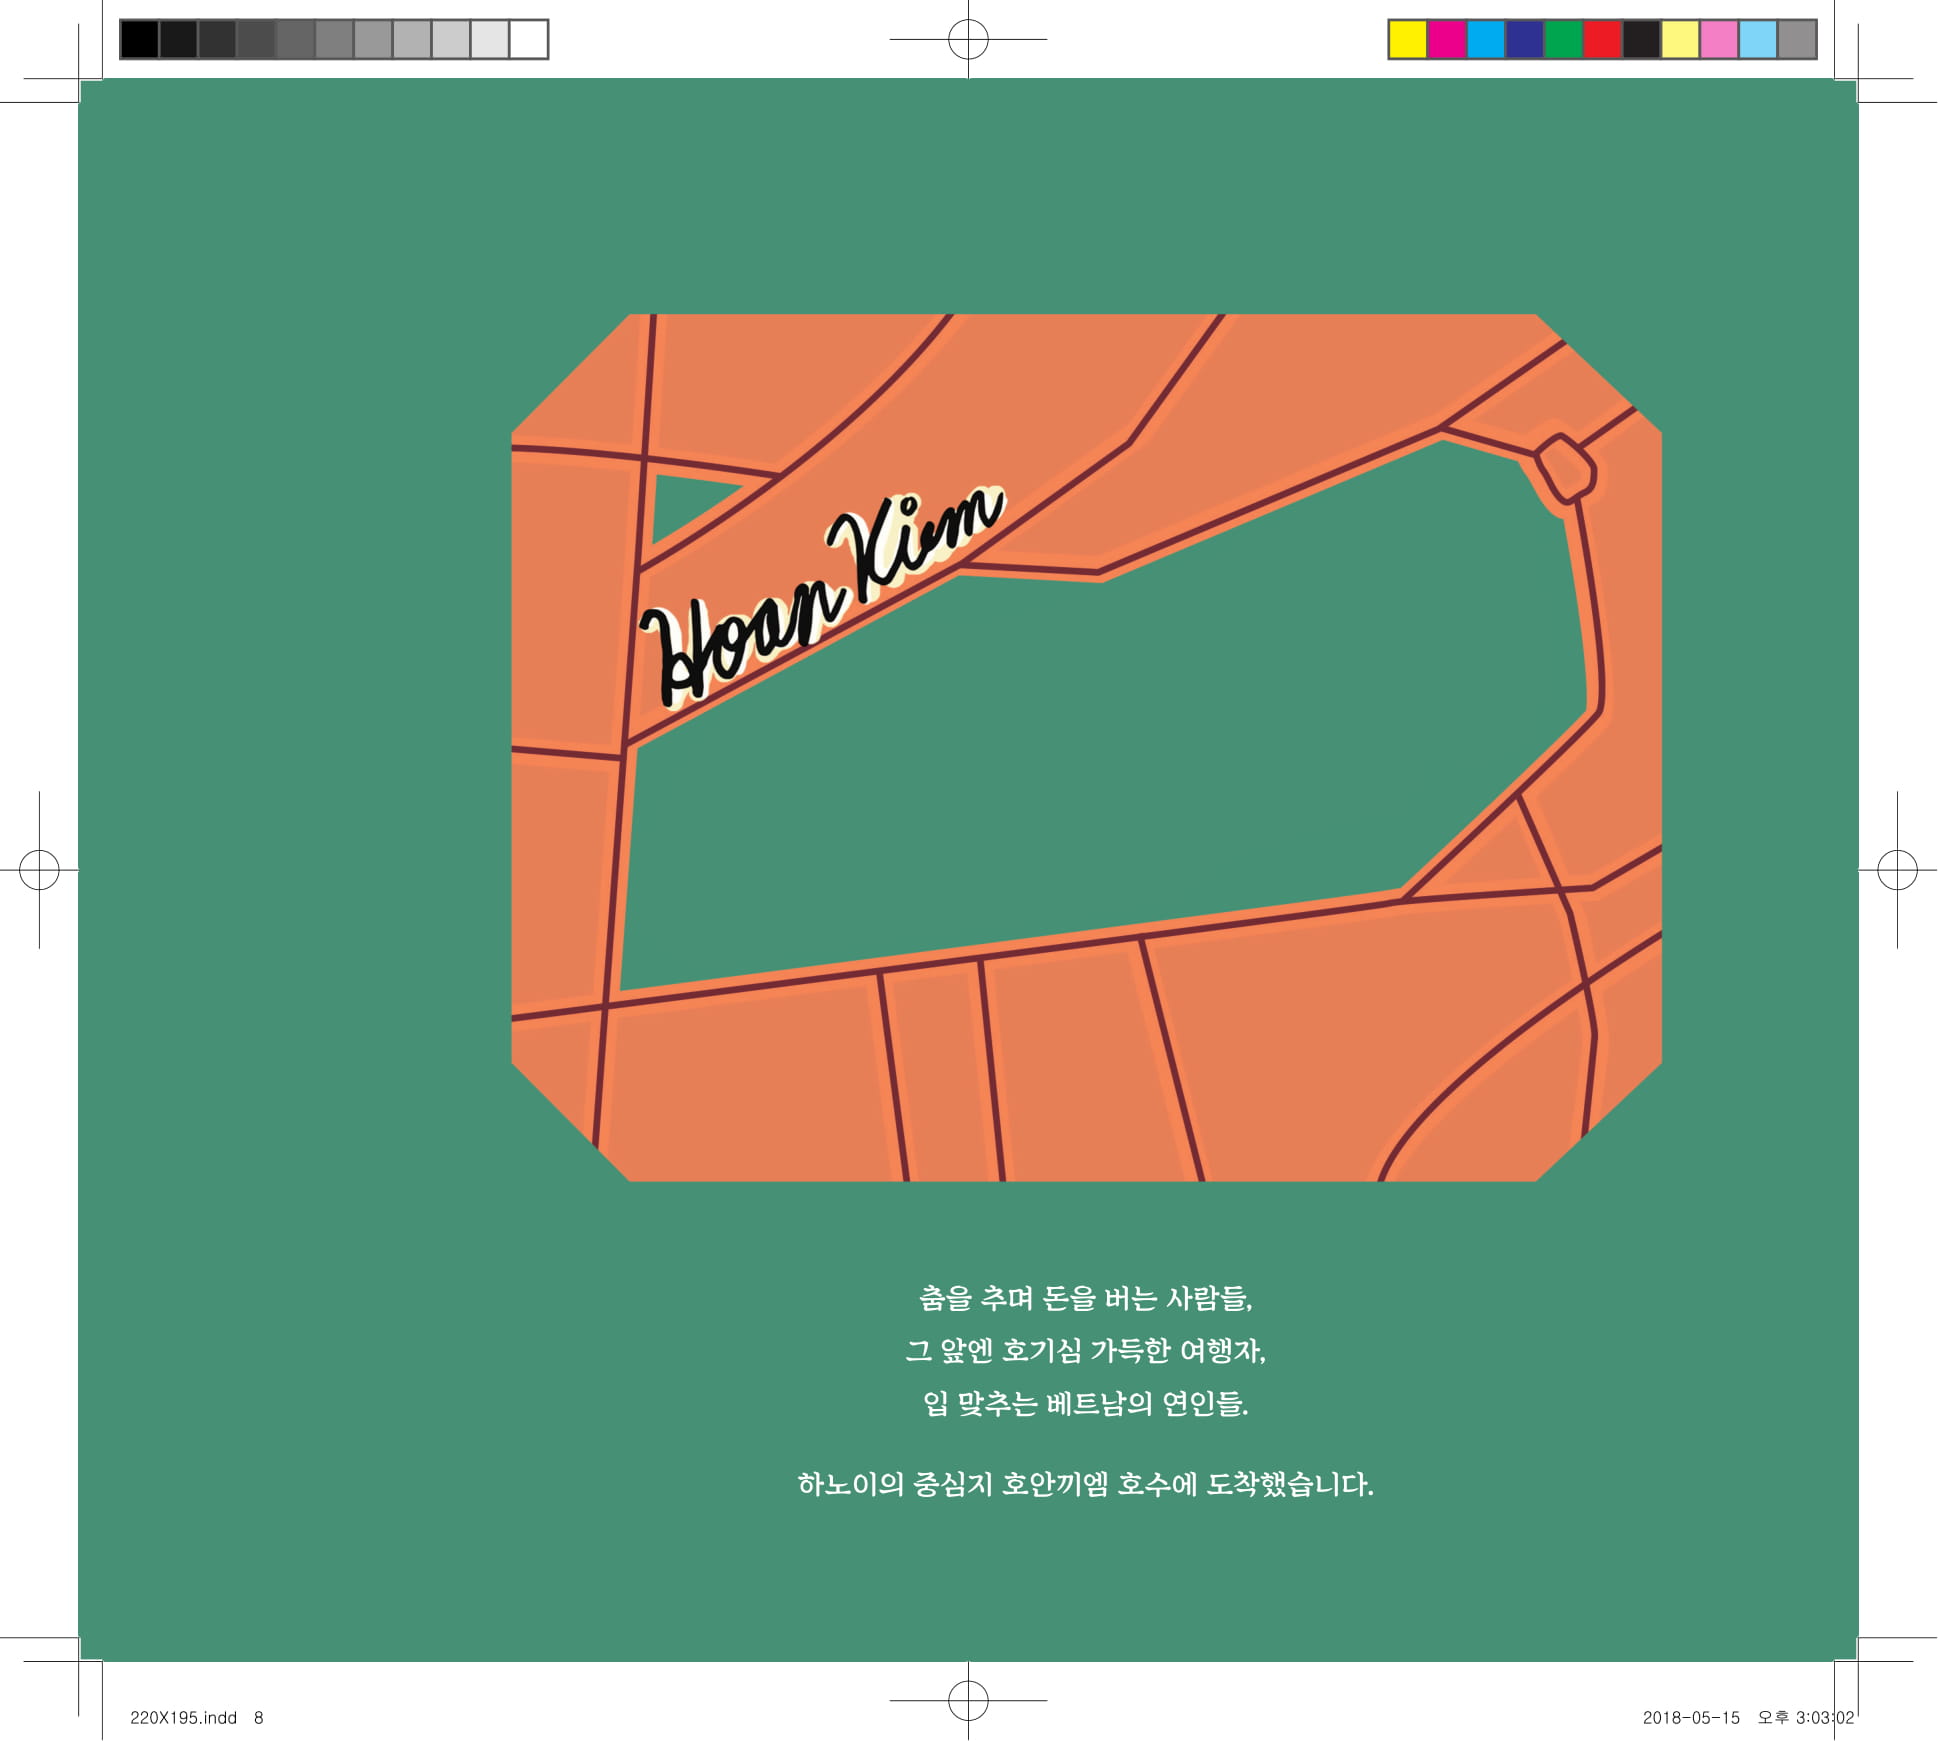 Hoan Kiem
춤을 추며 돈을 버는 사람들,
그 앞엔 호기심 가득한 여행자,
입 맞추는 베트남의 연인들.
하노이의 중심지 호안끼엠 호수에 도착했습니다.
220X195.indd 8
2018-05-15 오후 3:03:02